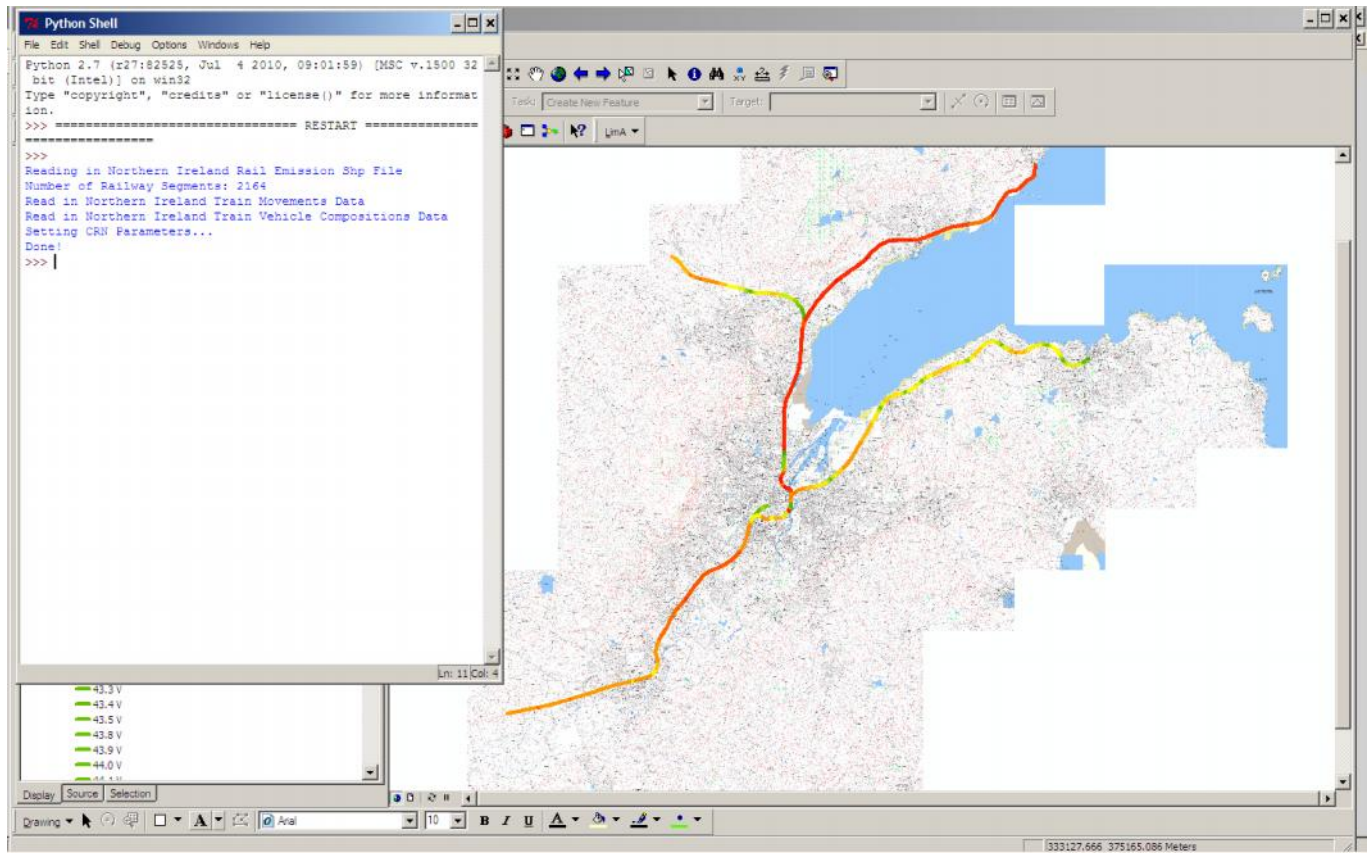 Python Shell
File Edit Shell Debug Options Windows Help
Python 2.7 (r27:82525, Jul 4 2010, 09:01:59) [MSC v.1500 32
bit (Intel)] on win32
Type "copyright", "credits" or "license()" for more informat
ion.
>>> ================================ RESTART ===============
=================
>>>
Reading in Northern Ireland Rail Emission Shp File
Number of Railway Segments: 2164
Read in Northern Ireland Train Movements Data
Read in Northern Ireland Train Vehicle Compositions Data
Setting CRN Parameters...
Done!
>>>
Ln: 11 Col: 4
Task: Create New Feature Target:
LimA
43.3 V
43.4 V
43.5 V
43.8 V
43.9 V
44.0 V
Display Source Selection
Drawing A Arial 10 B I U A
333127.666 375165.086 Meters